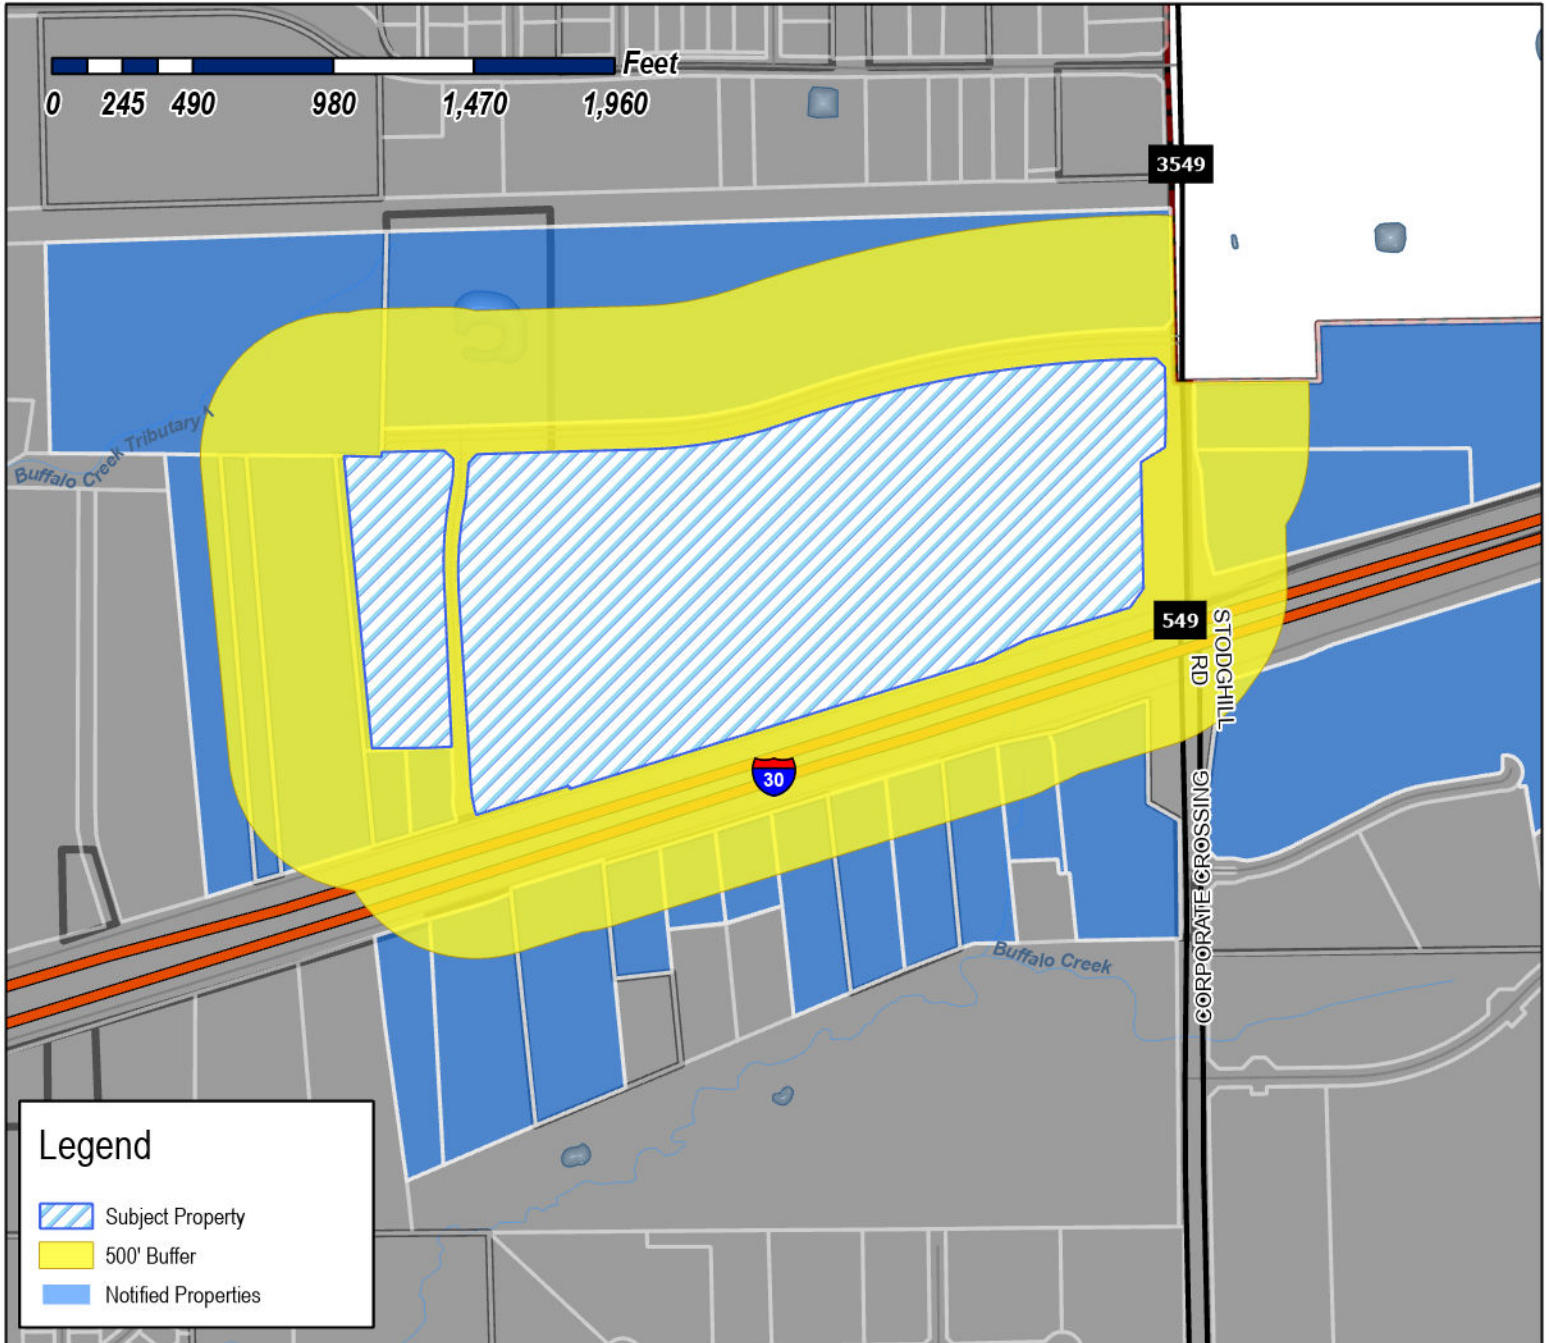 Feet
0 245 490 980 1,470 1,960
3549
Buffalo Creek Tributary 1
549
STODGHILL
RD
30
CORPORATE CROSSING
Buffalo Creek
Legend
Subject Property
500' Buffer
Notified Properties